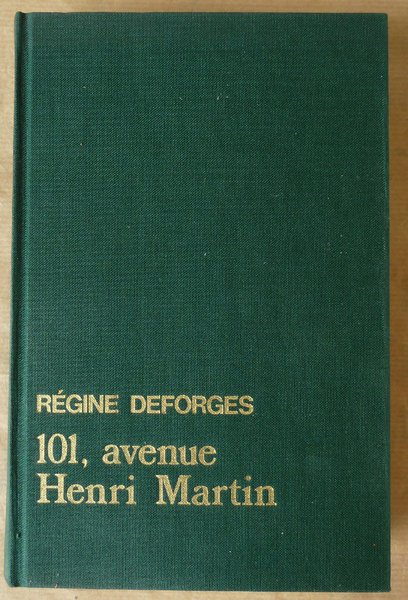 RÉGINE DEFORGES
101, avenue
Henri Martin